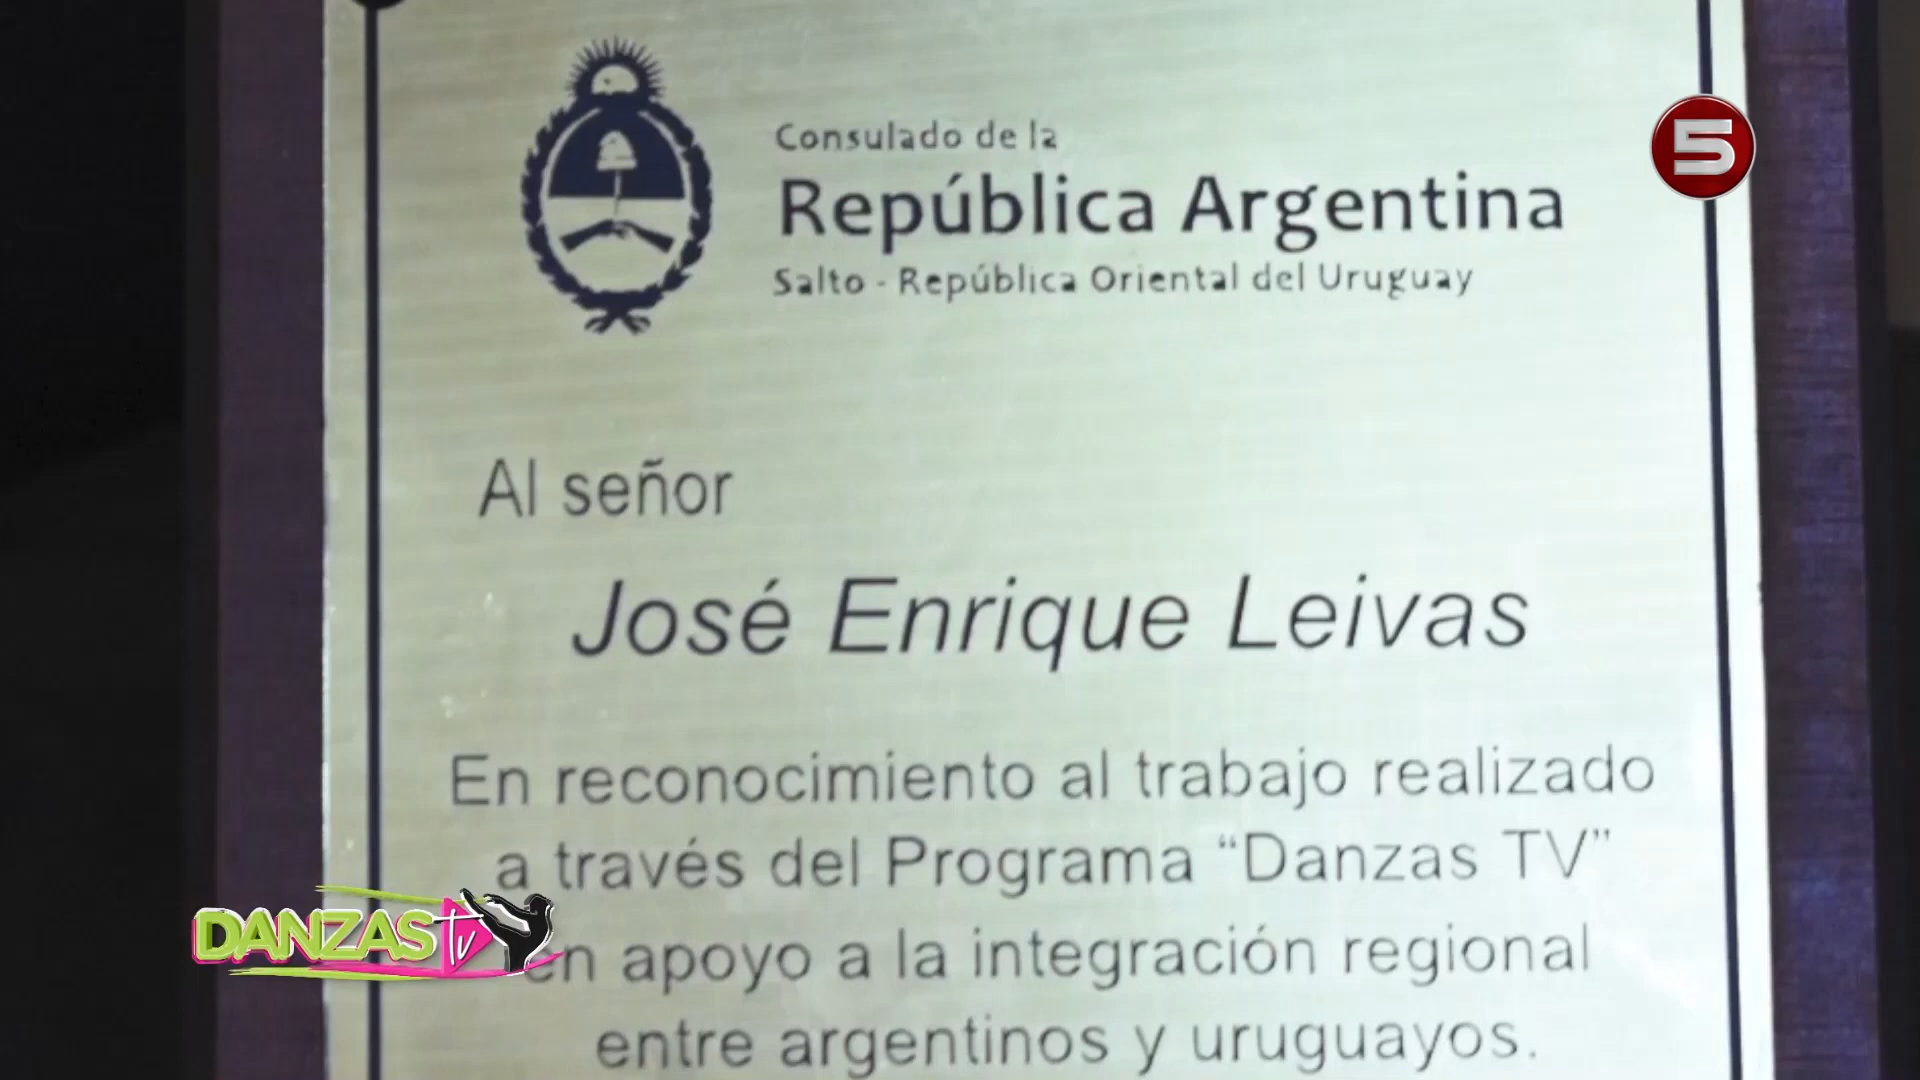 Consulado de la
República Argentina
Salto - República Oriental del Uruguay
5
Al señor
José Enrique Leivas
En reconocimiento al trabajo realizado
a través del Programa “Danzas TV”
en apoyo a la integración regional
entre argentinos y uruguayos.
DANZAS tv